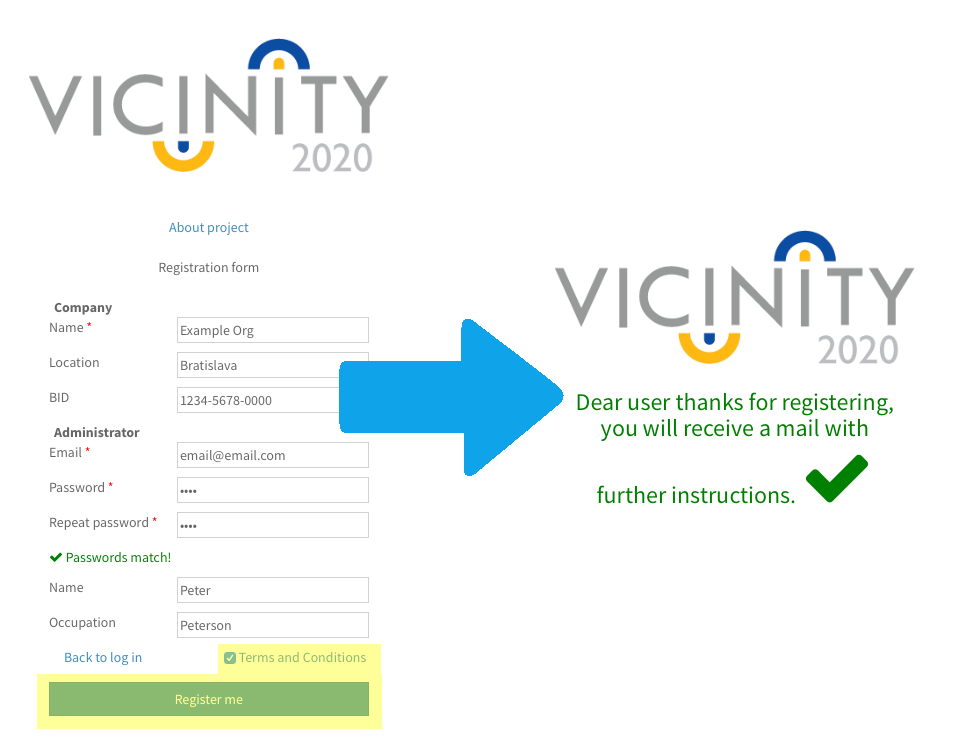 VICINITY
2020
About project
Registration form
Company
Name *
Example Org
Location
Bratislava
BID
1234-5678-0000
Administrator
Email *
email@email.com
Password *
••••
Repeat password *
••••
Passwords match!
Name
Peter
Occupation
Peterson
Back to log in
Terms and Conditions
Register me
VICINITY
2020
Dear user thanks for registering,
you will receive a mail with
further instructions.